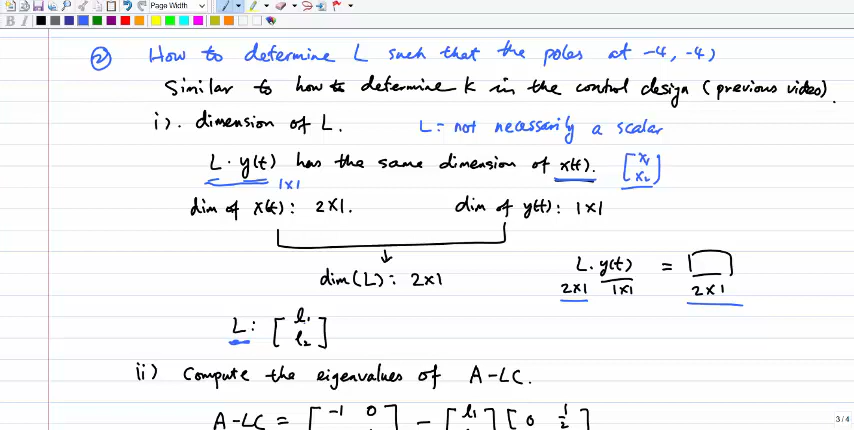 Page Width
② How to determine L such that the poles at -4, -4)
Similar to how to determine K in the control design (previous video).
i). dimension of L. L = not necessarily a scalar
L · y(t) has the same dimension of x(t). [x₁ x₂]
1×1
dim of x(t): 2×1. dim of y(t): 1×1
dim(L): 2×1
L · y(t) =
2×1 1×1 2×1
L: [l₁ l₂]
ii) Compute the eigenvalues of A-LC.
A-LC = [ -1 0 ] - [ l₁ ] [ 0 1/2 ]
3/4